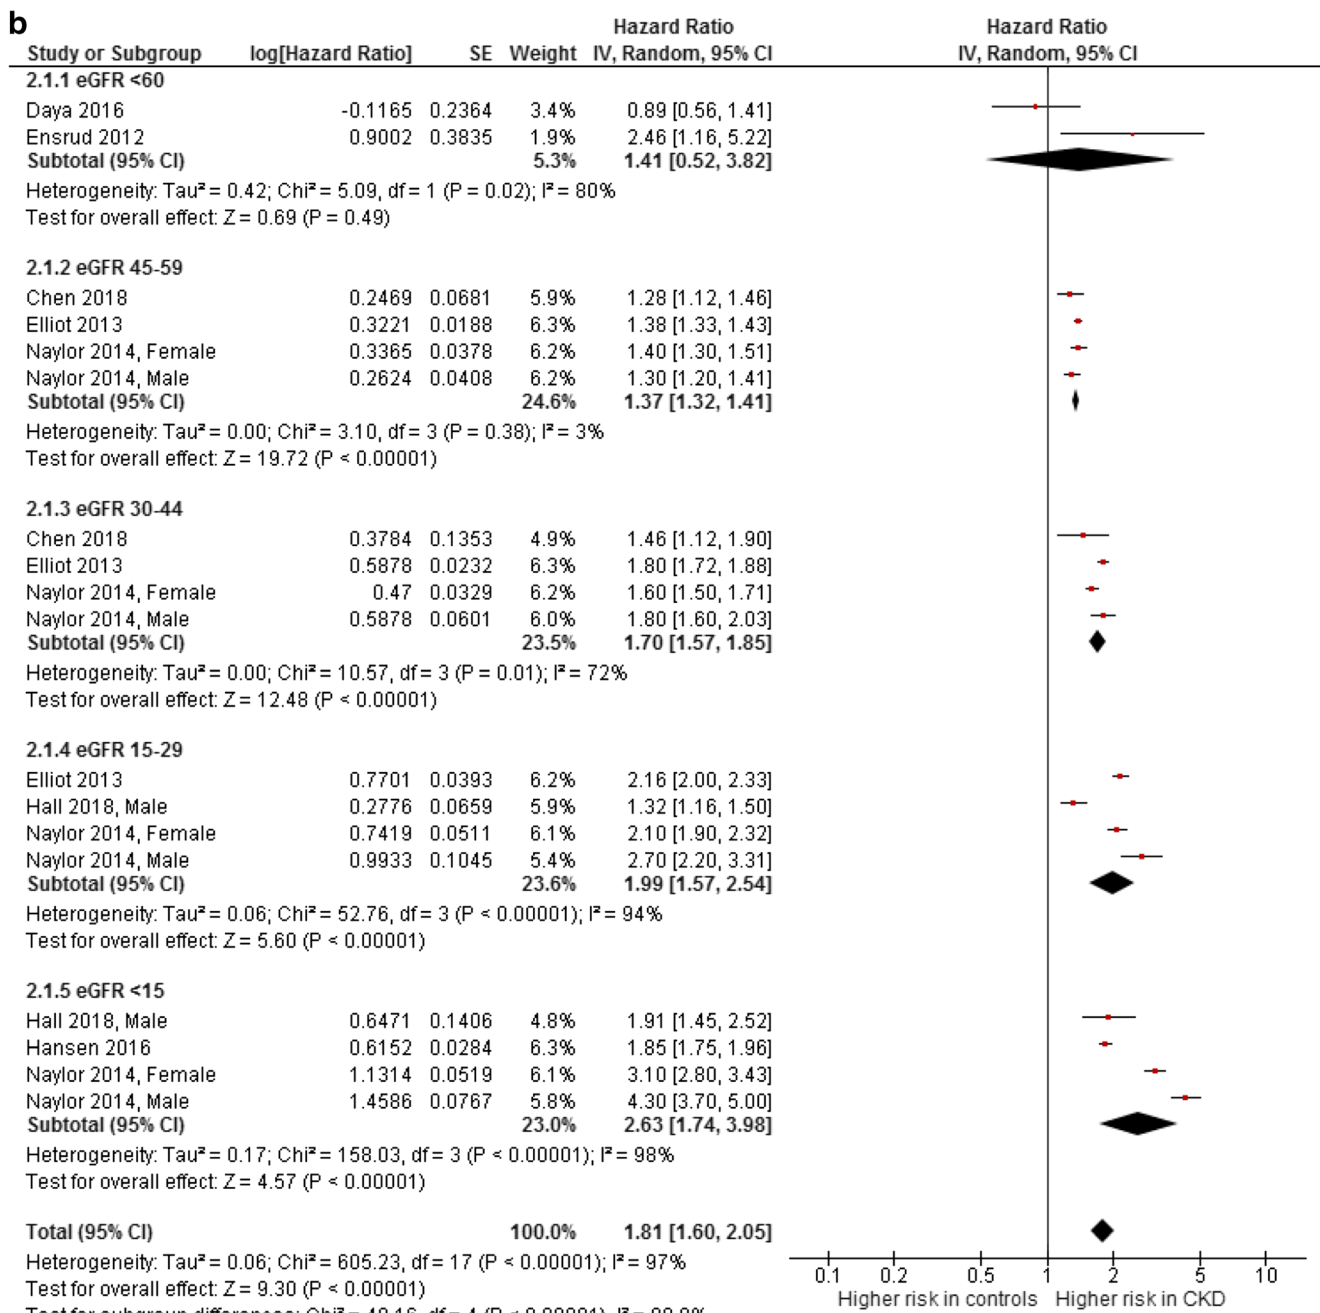 b
Hazard Ratio Hazard Ratio
Study or Subgroup log[Hazard Ratio] SE Weight IV, Random, 95% CI IV, Random, 95% CI
2.1.1 eGFR <60
Daya 2016 -0.1165 0.2364 3.4% 0.89 [0.56, 1.41]
Ensrud 2012 0.9002 0.3835 1.9% 2.46 [1.16, 5.22]
Subtotal (95% CI) 5.3% 1.41 [0.52, 3.82]
Heterogeneity: Tau² = 0.42; Chi² = 5.09, df = 1 (P = 0.02); I² = 80%
Test for overall effect: Z = 0.69 (P = 0.49)
2.1.2 eGFR 45-59
Chen 2018 0.2469 0.0681 5.9% 1.28 [1.12, 1.46]
Elliot 2013 0.3221 0.0188 6.3% 1.38 [1.33, 1.43]
Naylor 2014, Female 0.3365 0.0378 6.2% 1.40 [1.30, 1.51]
Naylor 2014, Male 0.2624 0.0408 6.2% 1.30 [1.20, 1.41]
Subtotal (95% CI) 24.6% 1.37 [1.32, 1.41]
Heterogeneity: Tau² = 0.00; Chi² = 3.10, df = 3 (P = 0.38); I² = 3%
Test for overall effect: Z = 19.72 (P < 0.00001)
2.1.3 eGFR 30-44
Chen 2018 0.3784 0.1353 4.9% 1.46 [1.12, 1.90]
Elliot 2013 0.5878 0.0232 6.3% 1.80 [1.72, 1.88]
Naylor 2014, Female 0.47 0.0329 6.2% 1.60 [1.50, 1.71]
Naylor 2014, Male 0.5878 0.0601 6.0% 1.80 [1.60, 2.03]
Subtotal (95% CI) 23.5% 1.70 [1.57, 1.85]
Heterogeneity: Tau² = 0.00; Chi² = 10.57, df = 3 (P = 0.01); I² = 72%
Test for overall effect: Z = 12.48 (P < 0.00001)
2.1.4 eGFR 15-29
Elliot 2013 0.7701 0.0393 6.2% 2.16 [2.00, 2.33]
Hall 2018, Male 0.2776 0.0659 5.9% 1.32 [1.16, 1.50]
Naylor 2014, Female 0.7419 0.0511 6.1% 2.10 [1.90, 2.32]
Naylor 2014, Male 0.9933 0.1045 5.4% 2.70 [2.20, 3.31]
Subtotal (95% CI) 23.6% 1.99 [1.57, 2.54]
Heterogeneity: Tau² = 0.06; Chi² = 52.76, df = 3 (P < 0.00001); I² = 94%
Test for overall effect: Z = 5.60 (P < 0.00001)
2.1.5 eGFR <15
Hall 2018, Male 0.6471 0.1406 4.8% 1.91 [1.45, 2.52]
Hansen 2016 0.6152 0.0284 6.3% 1.85 [1.75, 1.96]
Naylor 2014, Female 1.1314 0.0519 6.1% 3.10 [2.80, 3.43]
Naylor 2014, Male 1.4586 0.0767 5.8% 4.30 [3.70, 5.00]
Subtotal (95% CI) 23.0% 2.63 [1.74, 3.98]
Heterogeneity: Tau² = 0.17; Chi² = 158.03, df = 3 (P < 0.00001); I² = 98%
Test for overall effect: Z = 4.57 (P < 0.00001)
Total (95% CI) 100.0% 1.81 [1.60, 2.05]
Heterogeneity: Tau² = 0.06; Chi² = 605.23, df = 17 (P < 0.00001); I² = 97%
0.1 0.2 0.5 1 2 5 10
Test for overall effect: Z = 9.30 (P < 0.00001)
Higher risk in controls Higher risk in CKD